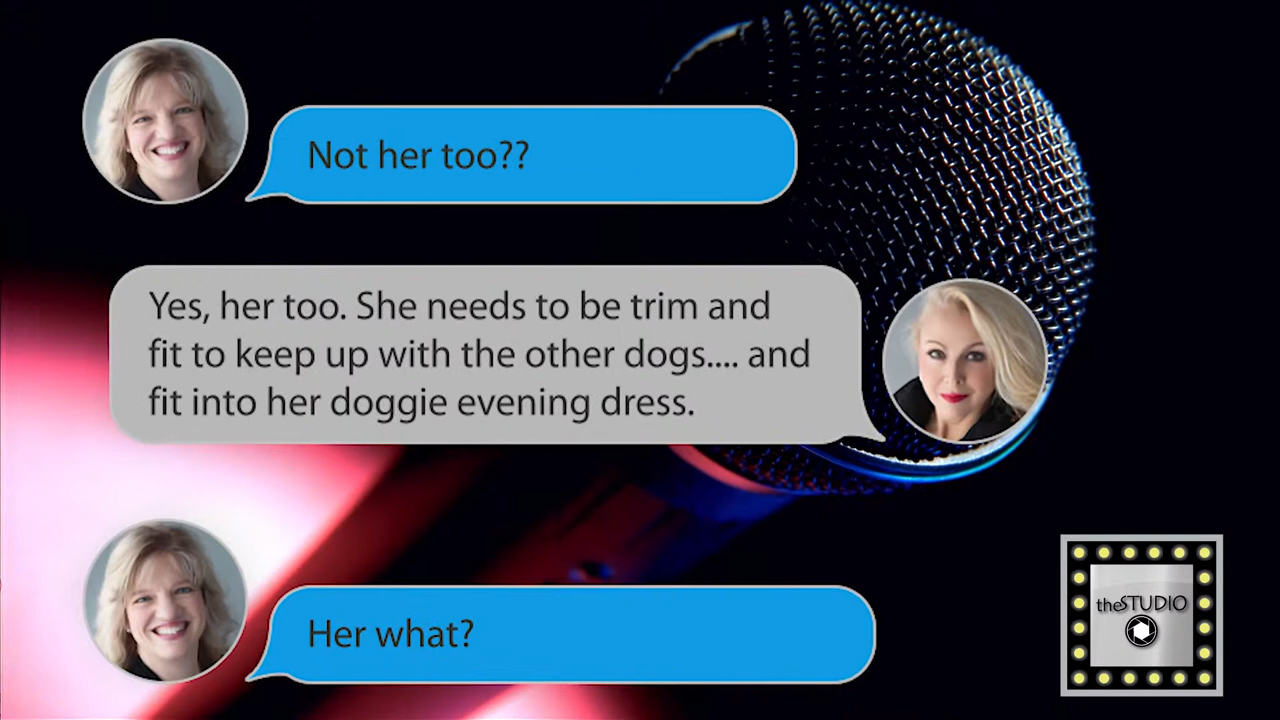 Not her too??
Yes, her too. She needs to be trim and
fit to keep up with the other dogs.... and
fit into her doggie evening dress.
Her what?
theSTUDIO